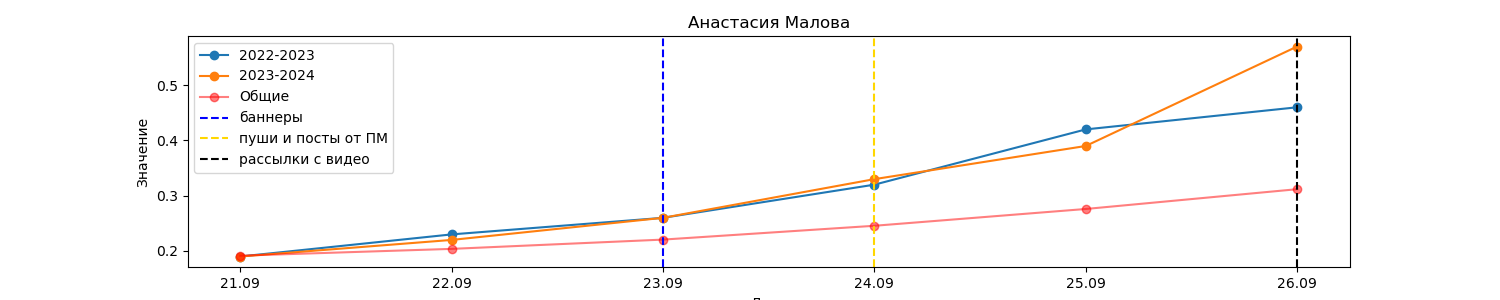 Анастасия Малова
2022-2023
2023-2024
Общие
баннеры
пуши и посты от ПМ
рассылки с видео
Значение
0.5
0.4
0.3
0.2
21.09
22.09
23.09
24.09
25.09
26.09